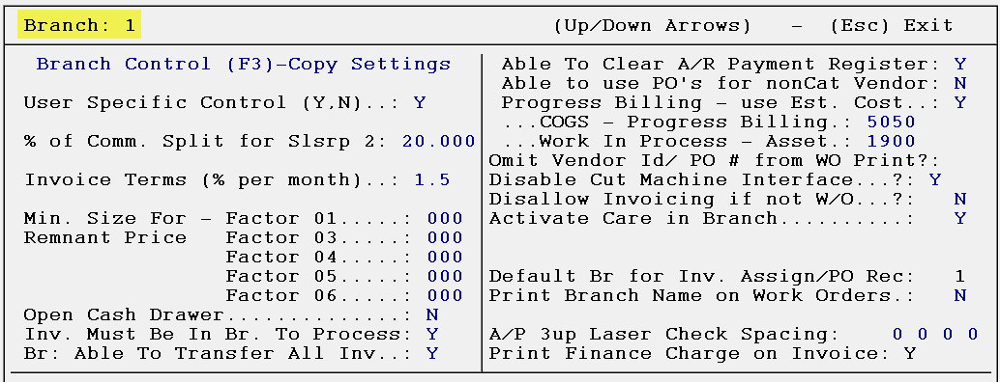 Branch: 1 (Up/Down Arrows) - (Esc) Exit
Branch Control (F3)-Copy Settings
User Specific Control (Y,N)..: Y
% of Comm. Split for Slsrp 2: 20.000
Invoice Terms (% per month)..: 1.5
Min. Size For - Factor 01.....: 000
Remnant Price Factor 03.....: 000
Factor 04.....: 000
Factor 05.....: 000
Factor 06.....: 000
Open Cash Drawer...............: N
Inv. Must Be In Br. To Process: Y
Br: Able To Transfer All Inv..: Y
Able To Clear A/R Payment Register: Y
Able to use PO's for nonCat Vendor: N
Progress Billing - use Est. Cost..: Y
...COGS - Progress Billing.: 5050
...Work In Process - Asset.: 1900
Omit Vendor Id/ PO # from WO Print?:
Disable Cut Machine Interface...?: Y
Disallow Invoicing if not W/O...?: N
Activate Care in Branch..........: Y
Default Br for Inv. Assign/PO Rec: 1
Print Branch Name on Work Orders.: N
A/P 3up Laser Check Spacing: 0 0 0 0
Print Finance Charge on Invoice: Y